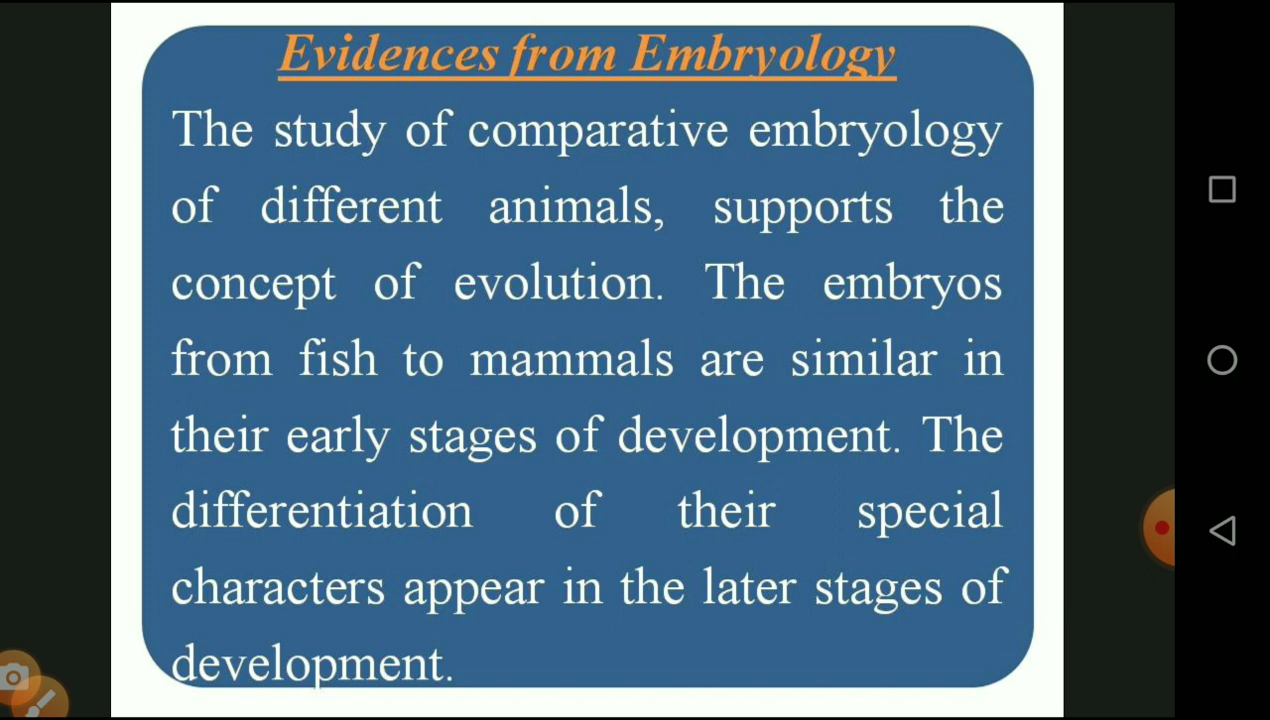 Evidences from Embryology
The study of comparative embryology
of different animals, supports the
concept of evolution. The embryos
from fish to mammals are similar in
their early stages of development. The
differentiation of their special
characters appear in the later stages of
development.